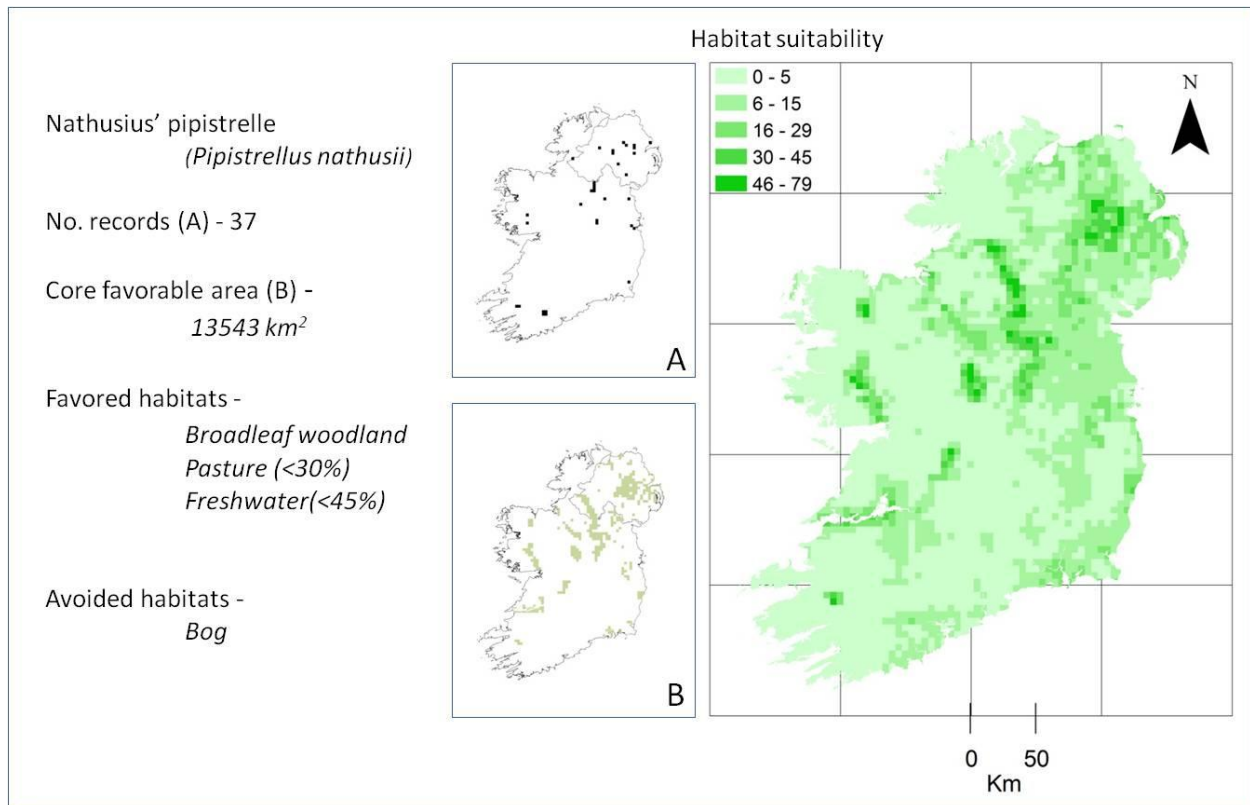 Nathusius' pipistrelle
(Pipistrellus nathusii)
No. records (A) - 37
Core favorable area (B) -
13543 km²
Favored habitats -
Broadleaf woodland
Pasture (<30%)
Freshwater(<45%)
Avoided habitats -
Bog
A
B
Habitat suitability
0 - 5
6 - 15
16 - 29
30 - 45
46 - 79
N
0 50
Km